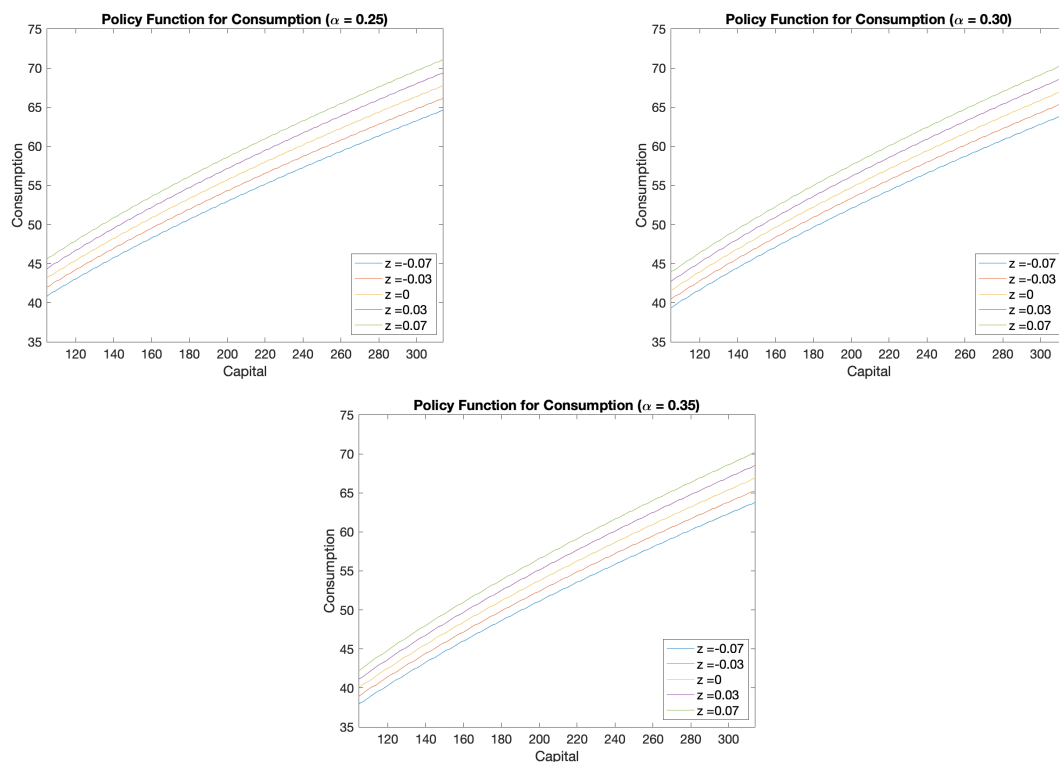 Policy Function for Consumption (α = 0.25)
75
70
65
60
55
50
45
40
35
Consumption
120 140 160 180 200 220 240 260 280 300
Capital
z =-0.07
z =-0.03
z =0
z =0.03
z =0.07
Policy Function for Consumption (α = 0.30)
75
70
65
60
55
50
45
40
35
Consumption
120 140 160 180 200 220 240 260 280 300
Capital
z =-0.07
z =-0.03
z =0
z =0.03
z =0.07
Policy Function for Consumption (α = 0.35)
75
70
65
60
55
50
45
40
35
Consumption
120 140 160 180 200 220 240 260 280 300
Capital
z =-0.07
z =-0.03
z =0
z =0.03
z =0.07